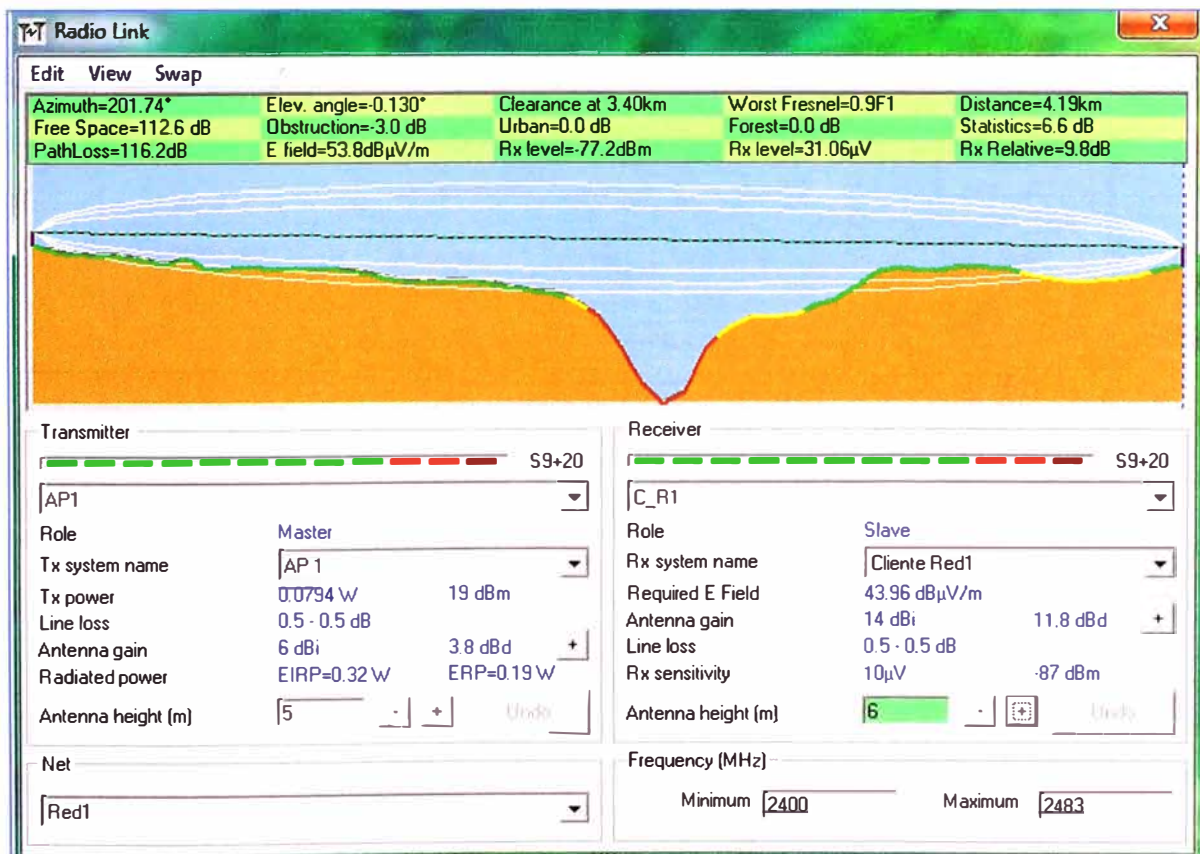 Radio Link
Edit View Swap
Azimuth=201.74° Elev. angle=-0.130° Clearance at 3.40km Worst Fresnel=0.9F1 Distance=4.19km
Free Space=112.6 dB Obstruction=-3.0 dB Urban=0.0 dB Forest=0.0 dB Statistics=6.6 dB
PathLoss=116.2dB E field=53.8dBµV/m Rx level=-77.2dBm Rx level=31.06µV Rx Relative=9.8dB
Transmitter
S9+20
AP1
Role Master
Tx system name AP 1
Tx power 0.0794 W 19 dBm
Line loss 0.5 - 0.5 dB
Antenna gain 6 dBi 3.8 dBd +
Radiated power EIRP=0.32 W ERP=0.19 W
Antenna height (m) 5 - + Undo
Net
Red1
Receiver
S9+20
C_R1
Role Slave
Rx system name Cliente Red1
Required E Field 43.96 dBµV/m
Antenna gain 14 dBi 11.8 dBd +
Line loss 0.5 - 0.5 dB
Rx sensitivity 10µV -87 dBm
Antenna height (m) 6 - + Undo
Frequency (MHz)
Minimum 2400 Maximum 2483